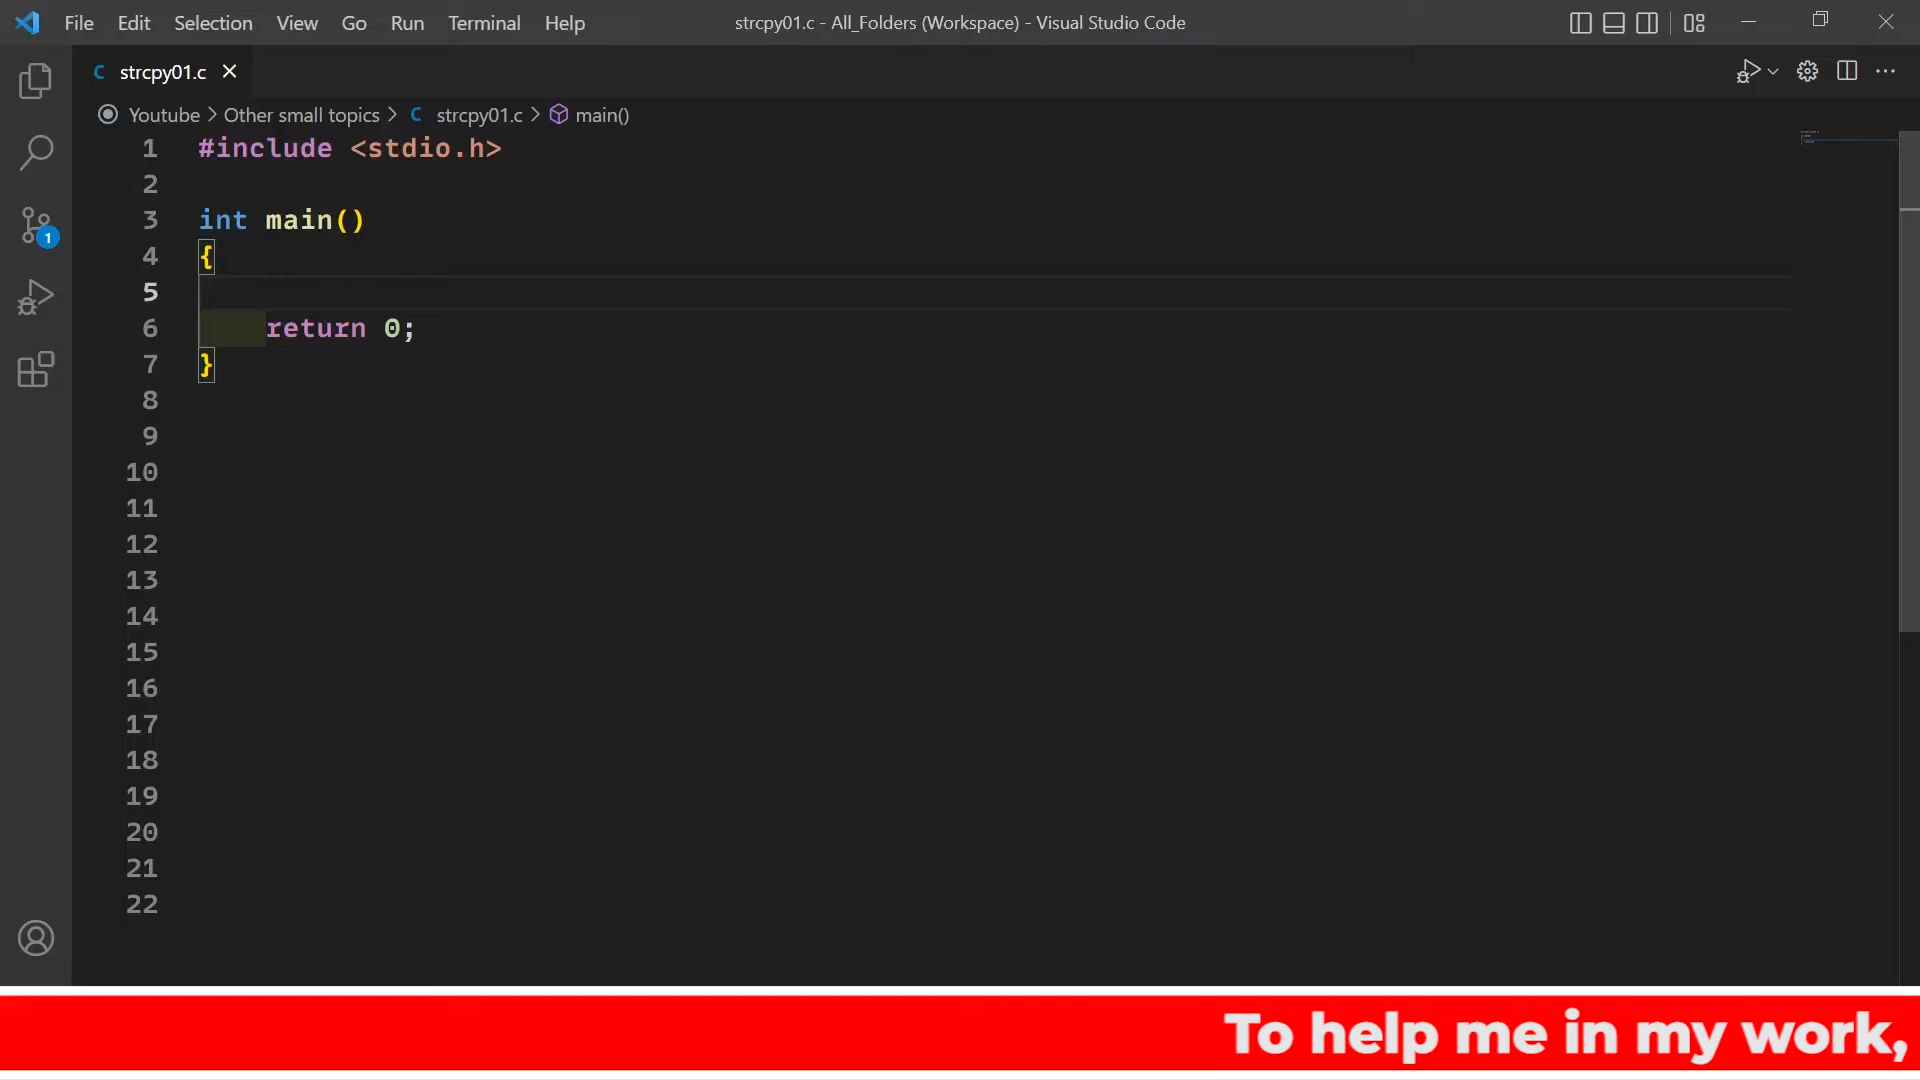 File Edit Selection View Go Run Terminal Help strcpy01.c - All_Folders (Workspace) - Visual Studio Code
C strcpy01.c
Youtube > Other small topics > C strcpy01.c > main()
1 #include <stdio.h>
2
3 int main()
4 {
5
6 return 0;
7 }
8
9
10
11
12
13
14
15
16
17
18
19
20
21
22
1
To help me in my work,